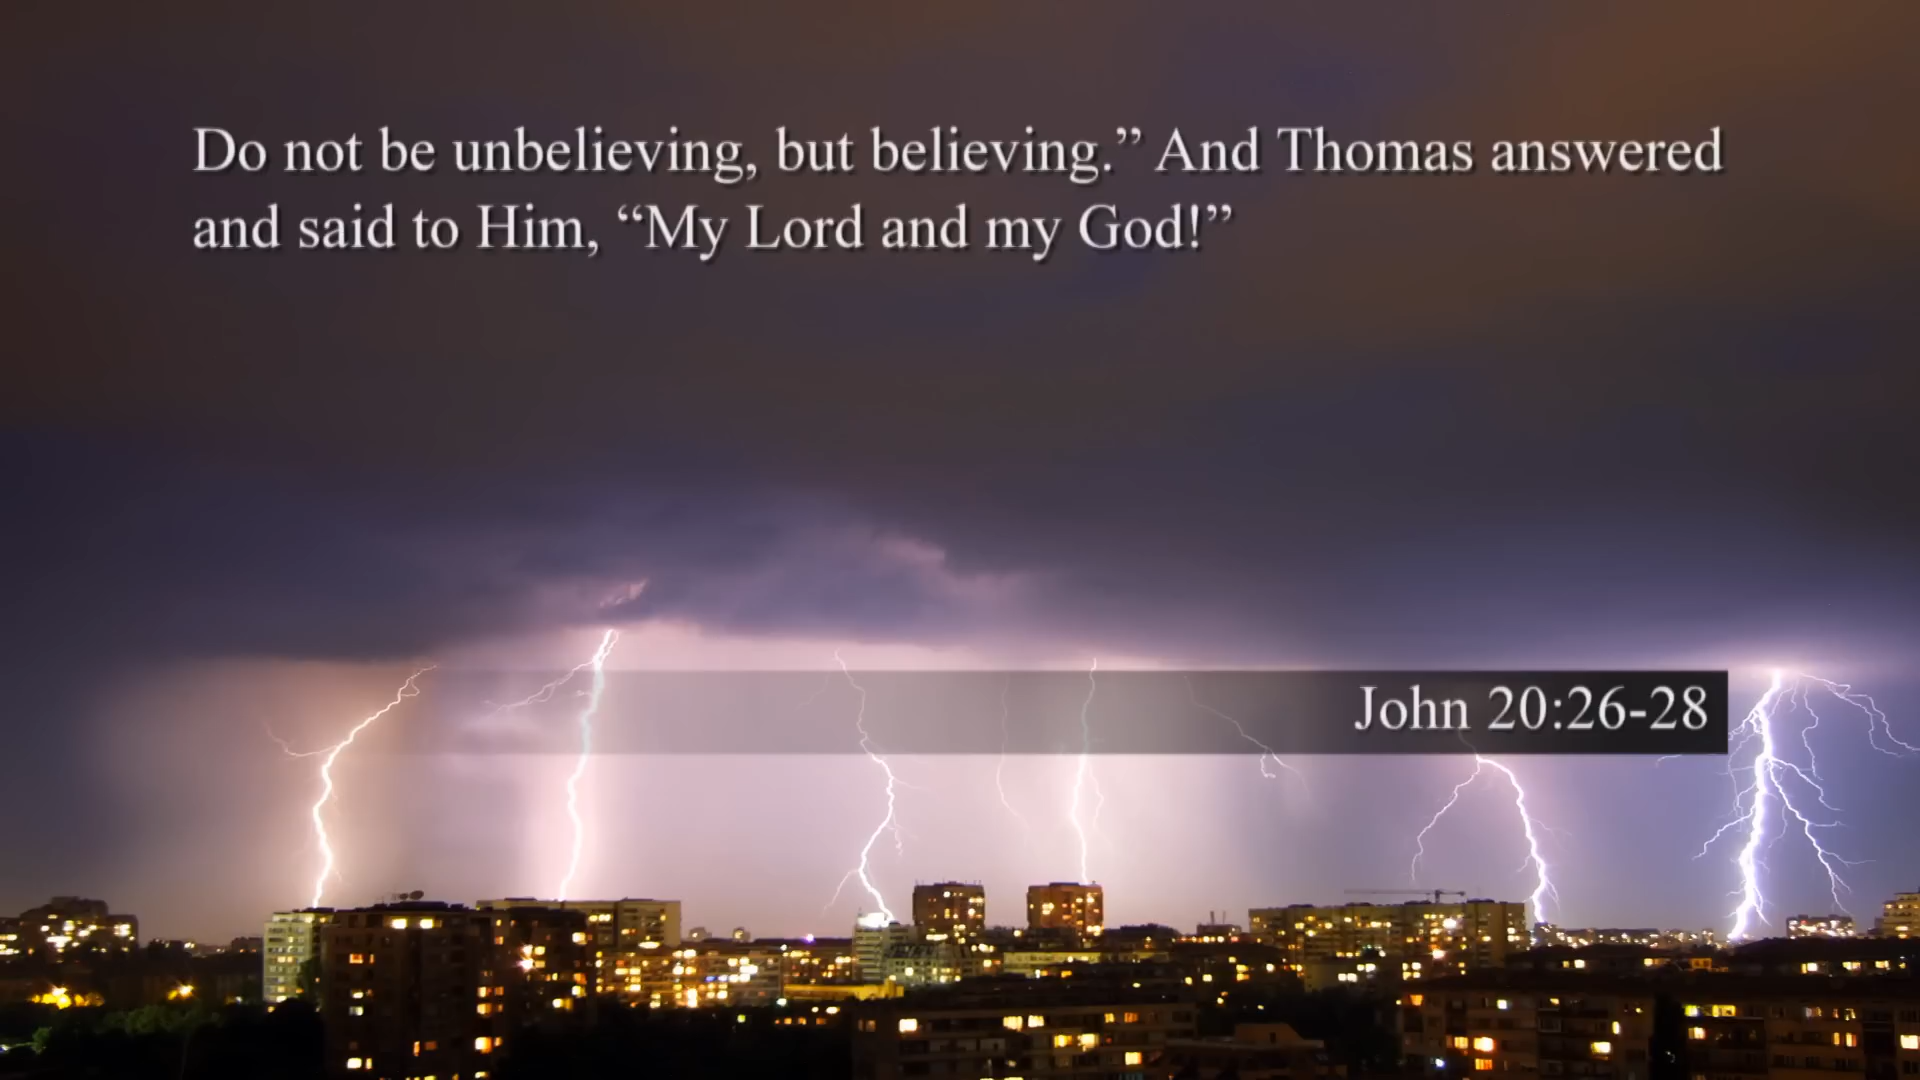 Do not be unbelieving, but believing.” And Thomas answered
and said to Him, “My Lord and my God!”
John 20:26-28